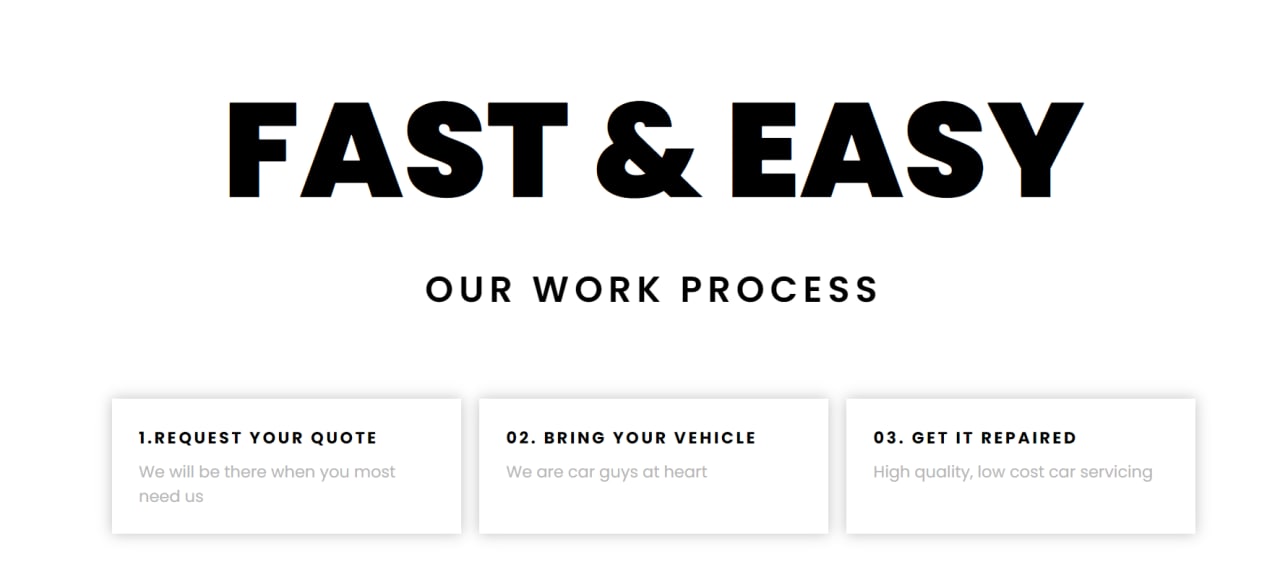 FAST & EASY
OUR WORK PROCESS
1.REQUEST YOUR QUOTE
We will be there when you most
need us
02. BRING YOUR VEHICLE
We are car guys at heart
03. GET IT REPAIRED
High quality, low cost car servicing